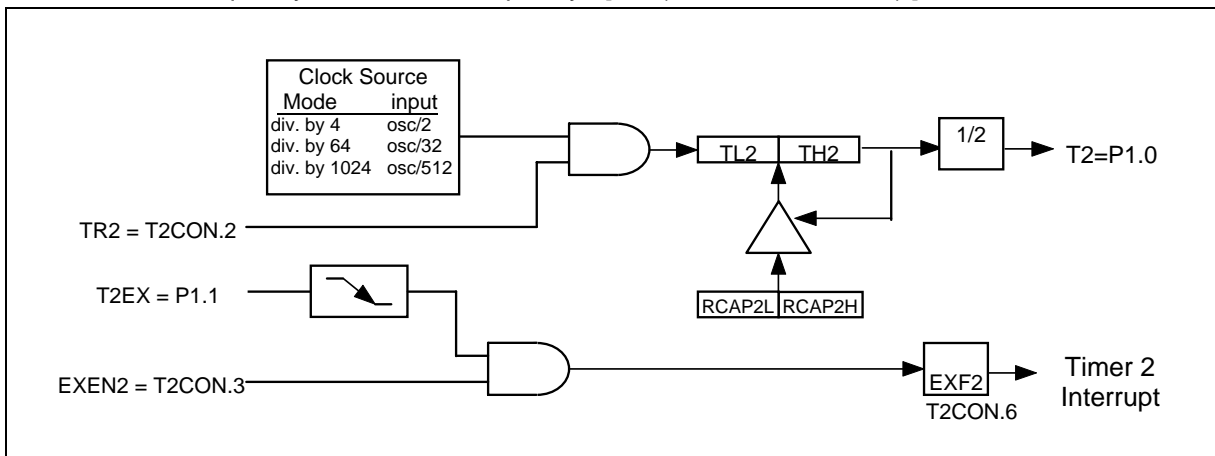 Clock Source
Mode input
div. by 4 osc/2
div. by 64 osc/32
div. by 1024 osc/512
TL2 TH2
1/2
T2=P1.0
TR2 = T2CON.2
T2EX = P1.1
RCAP2L RCAP2H
EXEN2 = T2CON.3
EXF2
T2CON.6
Timer 2
Interrupt